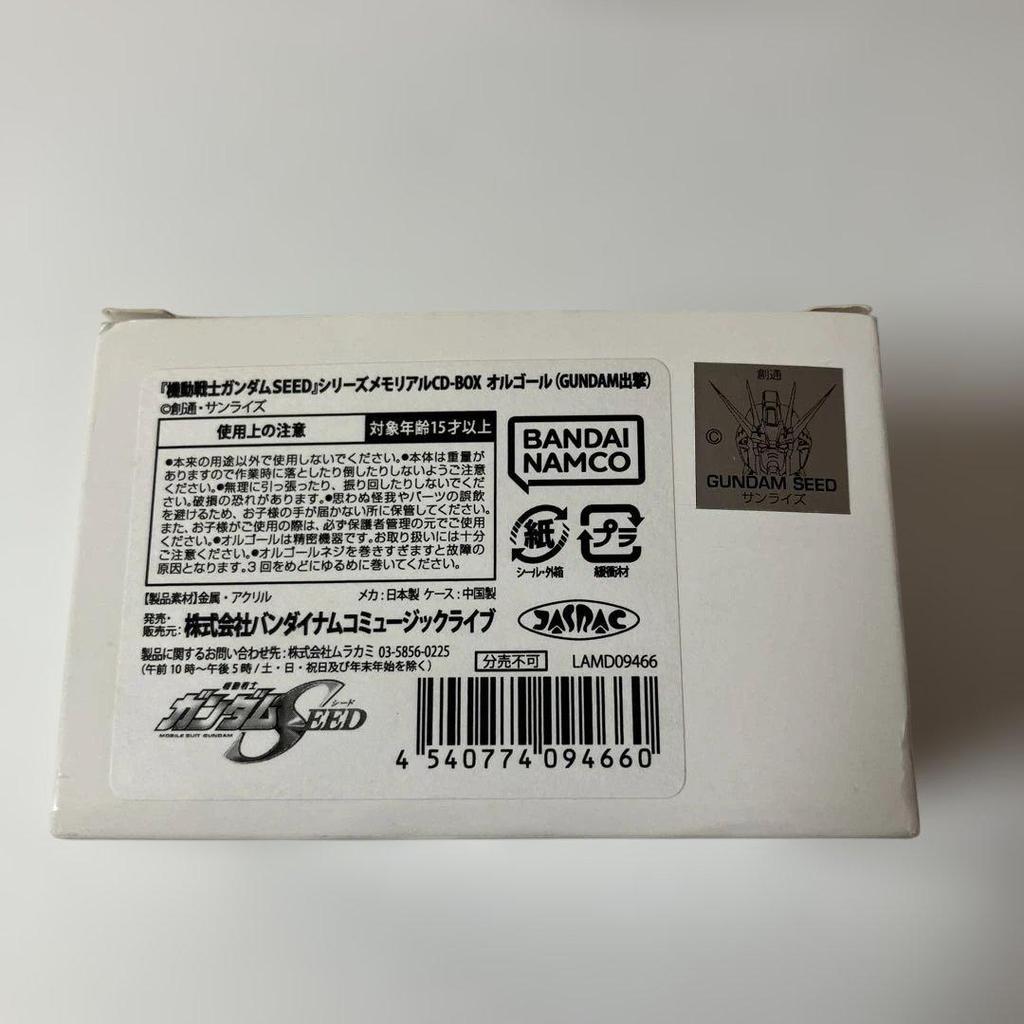 『機動戦士ガンダムSEED』シリーズメモリアルCD-BOX オルゴール（GUNDAM出撃）
©創通・サンライズ
使用上の注意
対象年齢15才以上
●本来の用途以外で使用しないでください。●本体は重量が
ありますので作業時に落としたり倒したりしないようご注意
ください。●無理に引っ張ったり、振り回したりしないでくだ
さい。破損の恐れがあります。●思わぬ怪我やパーツの誤飲
を避けるため、お子様の手が届かない所に保管してください。
また、お子様がご使用の際は、必ず保護者管理の元でご使用
ください。●オルゴールは精密機器です。お取り扱いには十分
ご注意ください。●オルゴールネジを巻きすぎますと故障の
原因となります。3回をめどにゆるめに巻いてください。
【製品素材】金属・アクリル　メカ：日本製 ケース：中国製
発売・
販売元：株式会社バンダイナムコミュージックライブ
製品に関するお問い合わせ先：株式会社ムラカミ 03-5856-0225
（午前10時〜午後5時/土・日・祝日及び年末年始を除く）
BANDAI
NAMCO
紙
プラ
シール・外箱
緩衝材
JASRAC
分売不可
LAMD09466
機動戦士
ガンダムSEED
シード
MOBILE SUIT GUNDAM
4 540774 094660
創通
©
GUNDAM SEED
サンライズ